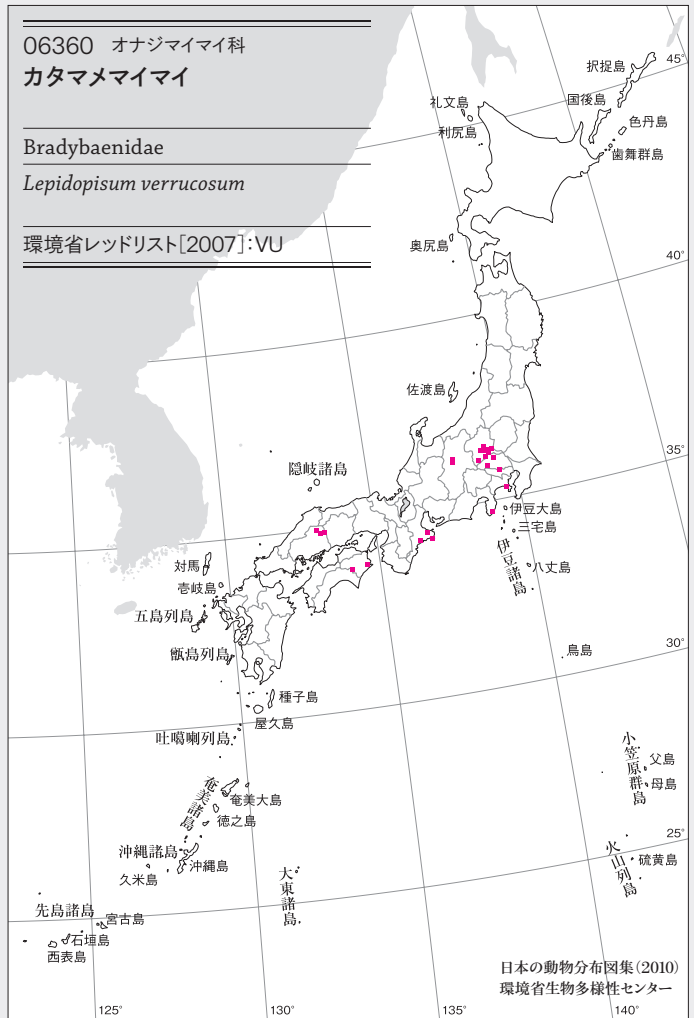 06360 オナジマイマイ科
カタマメマイマイ
Bradybaenidae
Lepidopisum verrucosum
環境省レッドリスト[2007]:VU
45°
択捉島
国後島
礼文島
色丹島
利尻島
歯舞群島
奥尻島
40°
佐渡島
35°
隠岐諸島
伊豆大島
三宅島
伊豆諸島
八丈島
対馬
壱岐島
五島列島
甑島列島
鳥島
30°
種子島
屋久島
吐噶喇列島
小笠原群島
父島
母島
奄美諸島
奄美大島
徳之島
25°
沖縄諸島
沖縄島
久米島
火山列島
硫黄島
大東諸島
先島諸島
宮古島
石垣島
西表島
日本の動物分布図集(2010)
環境省生物多様性センター
125°
130°
135°
140°